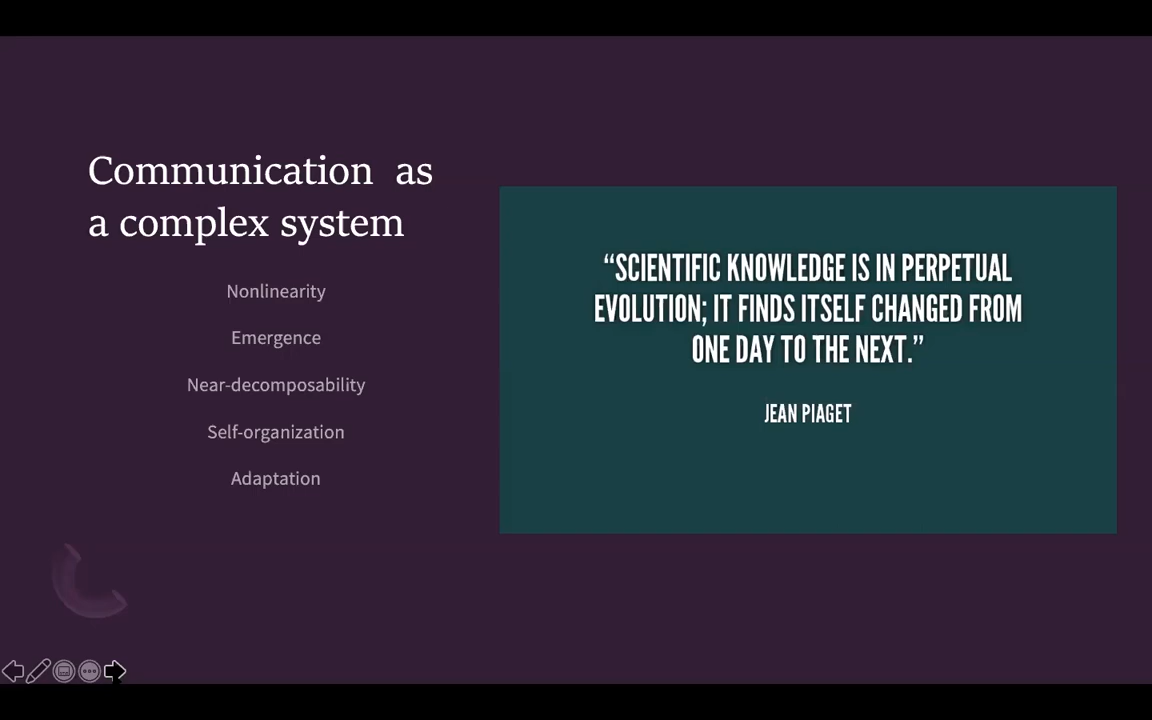 Communication as
a complex system
Nonlinearity
Emergence
Near-decomposability
Self-organization
Adaptation
“SCIENTIFIC KNOWLEDGE IS IN PERPETUAL
EVOLUTION; IT FINDS ITSELF CHANGED FROM
ONE DAY TO THE NEXT.”
JEAN PIAGET